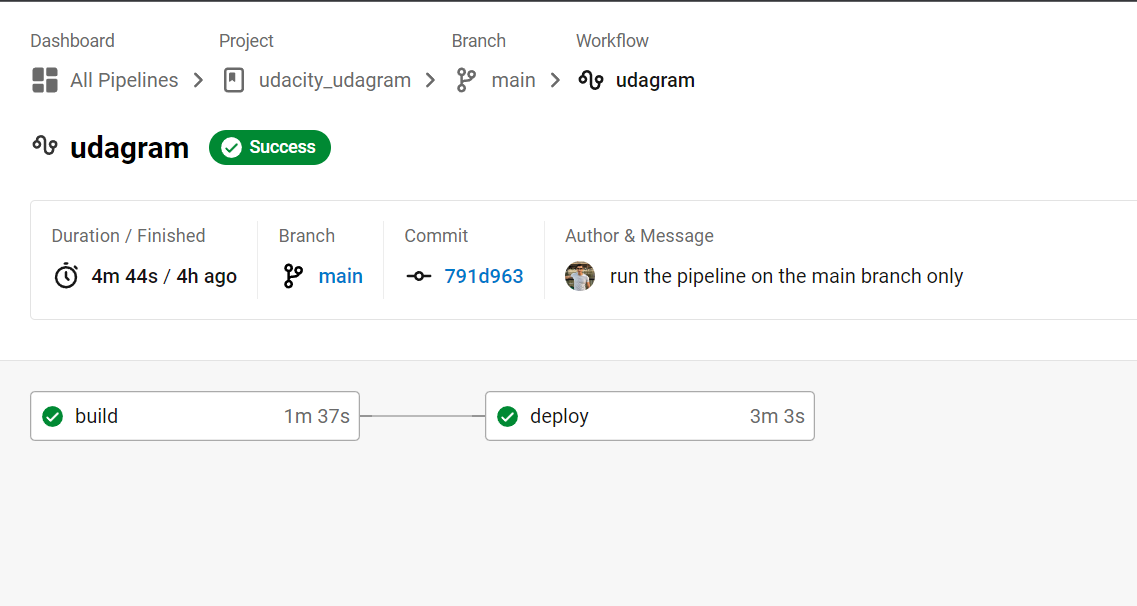 Dashboard Project Branch Workflow
All Pipelines udacity_udagram main udagram
udagram Success
Duration / Finished Branch Commit Author & Message
4m 44s / 4h ago main 791d963 run the pipeline on the main branch only
build 1m 37s deploy 3m 3s